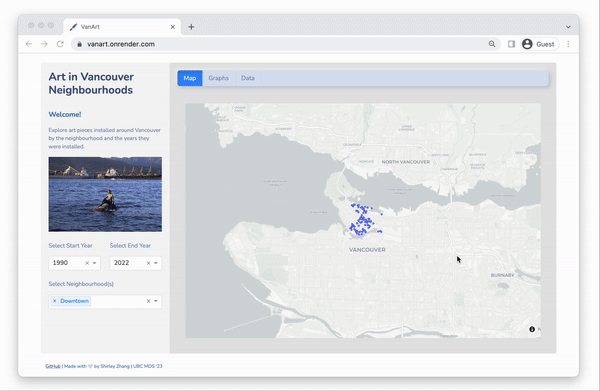 VanArt
vanart.onrender.com
Guest
Art in Vancouver
Neighbourhoods
Welcome!
Explore art pieces installed around Vancouver
by the neighbourhood and the years they
were installed.
Select Start Year
Select End Year
1990
2022
Select Neighbourhood(s)
Downtown
Map
Graphs
Data
NORTH VANCOUVER
VANCOUVER
BURNABY
GitHub | Made with 🤍 by Shirley Zhang | UBC MDS '23